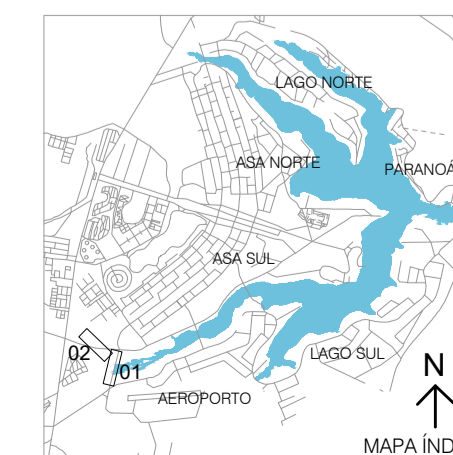 LAGO NORTE
ASA NORTE
PARANOÁ
ASA SUL
02
01
LAGO SUL
AEROPORTO
N
MAPA ÍND